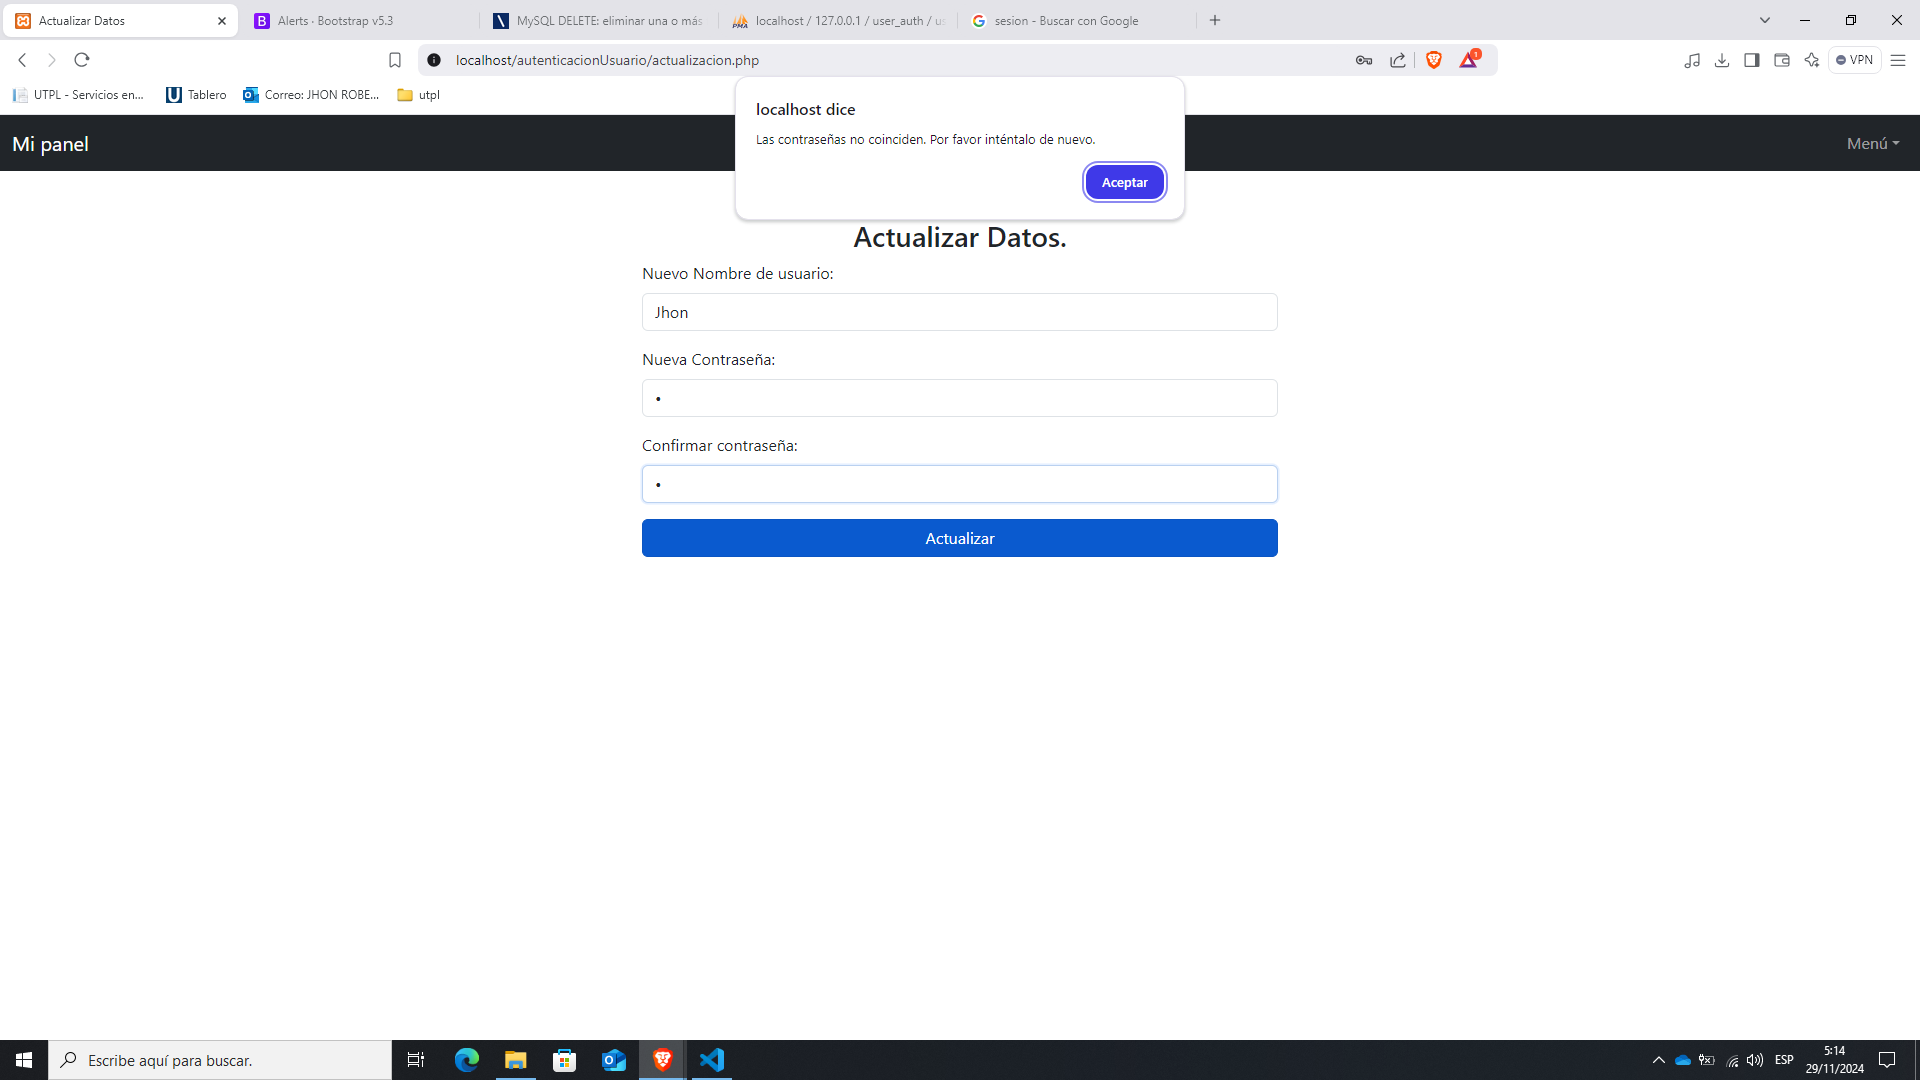 Actualizar Datos
Alerts · Bootstrap v5.3
MySQL DELETE: eliminar una o más
localhost / 127.0.0.1 / user_auth / us
sesion - Buscar con Google
localhost/autenticacionUsuario/actualizacion.php
1
VPN
UTPL - Servicios en...
Tablero
Correo: JHON ROBE...
utpl
localhost dice
Las contraseñas no coinciden. Por favor inténtalo de nuevo.
Aceptar
Mi panel
Menú
Actualizar Datos.
Nuevo Nombre de usuario:
Jhon
Nueva Contraseña:
•
Confirmar contraseña:
•
Actualizar
Escribe aquí para buscar.
ESP
5:14
29/11/2024